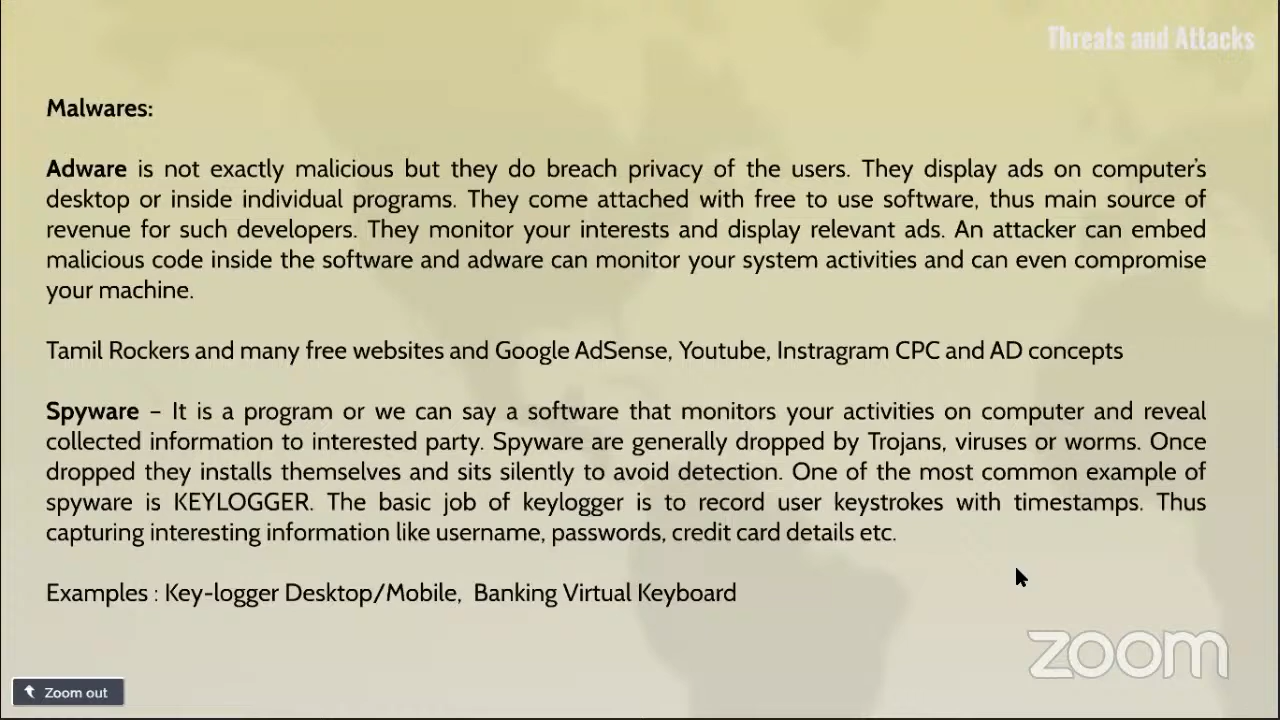 Threats and Attacks
Malwares:
Adware is not exactly malicious but they do breach privacy of the users. They display ads on computer's
desktop or inside individual programs. They come attached with free to use software, thus main source of
revenue for such developers. They monitor your interests and display relevant ads. An attacker can embed
malicious code inside the software and adware can monitor your system activities and can even compromise
your machine.
Tamil Rockers and many free websites and Google AdSense, Youtube, Instragram CPC and AD concepts
Spyware – It is a program or we can say a software that monitors your activities on computer and reveal
collected information to interested party. Spyware are generally dropped by Trojans, viruses or worms. Once
dropped they installs themselves and sits silently to avoid detection. One of the most common example of
spyware is KEYLOGGER. The basic job of keylogger is to record user keystrokes with timestamps. Thus
capturing interesting information like username, passwords, credit card details etc.
Examples : Key-logger Desktop/Mobile, Banking Virtual Keyboard
zoom
Zoom out